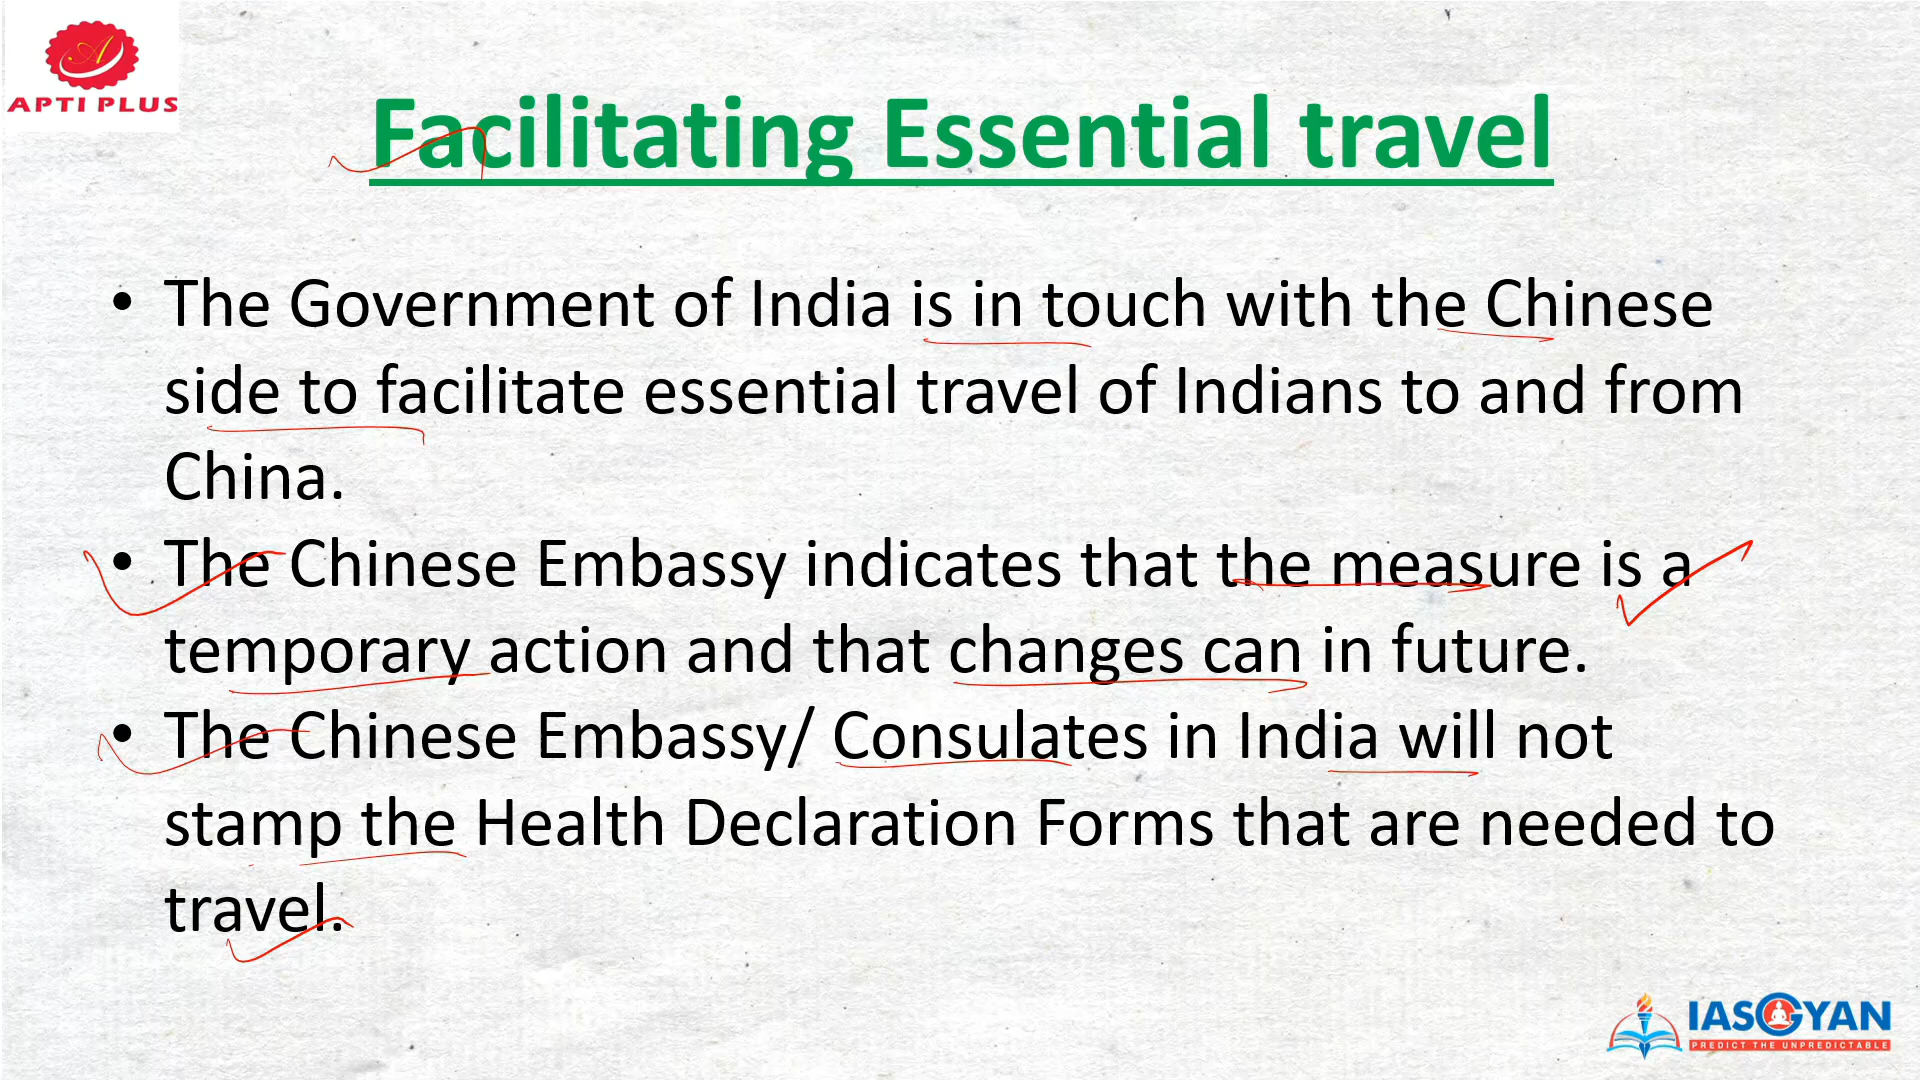 APTI PLUS
Facilitating Essential travel
• The Government of India is in touch with the Chinese
side to facilitate essential travel of Indians to and from
China.
• The Chinese Embassy indicates that the measure is a
temporary action and that changes can in future.
• The Chinese Embassy/ Consulates in India will not
stamp the Health Declaration Forms that are needed to
travel.
IASGYAN
PREDICT THE UNPREDICTABLE